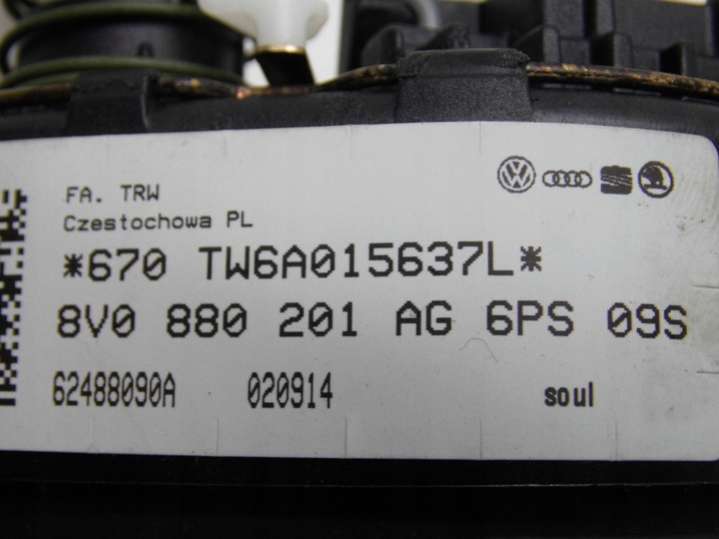 FA. TRW
Czestochowa PL
*670 TW6A015637L*
8V0 880 201 AG 6PS 09S
62488090A 020914 soul